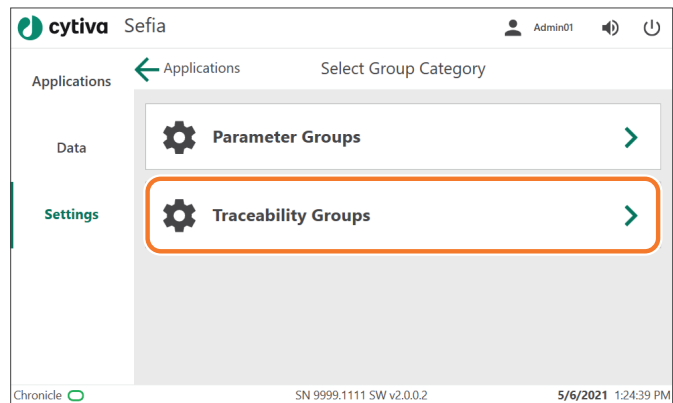 cytiva Sefia Admin01
Applications
Applications Select Group Category
Parameter Groups
Data
Settings
Traceability Groups
Chronicle SN 9999.1111 SW v2.0.0.2 5/6/2021 1:24:39 PM